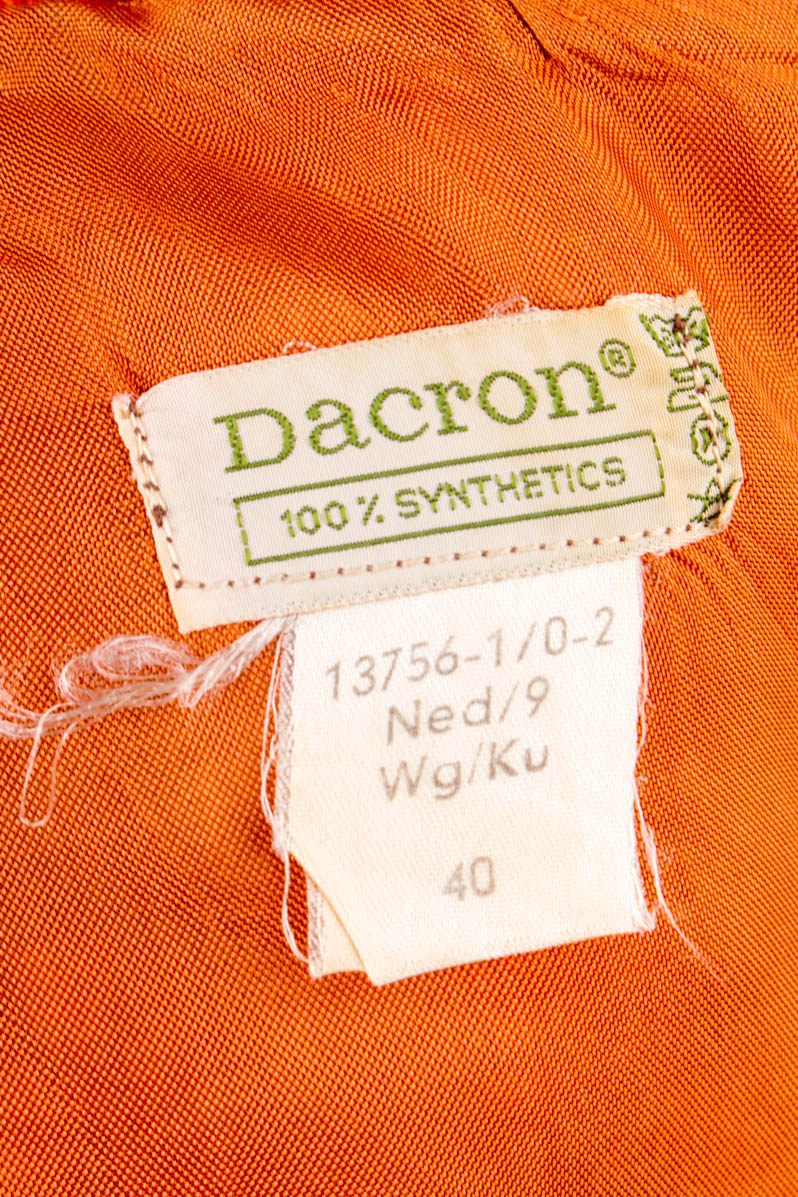 Dacron®
100% SYNTHETICS
13756-1/0-2
Ned/9
Wg/Ku
40